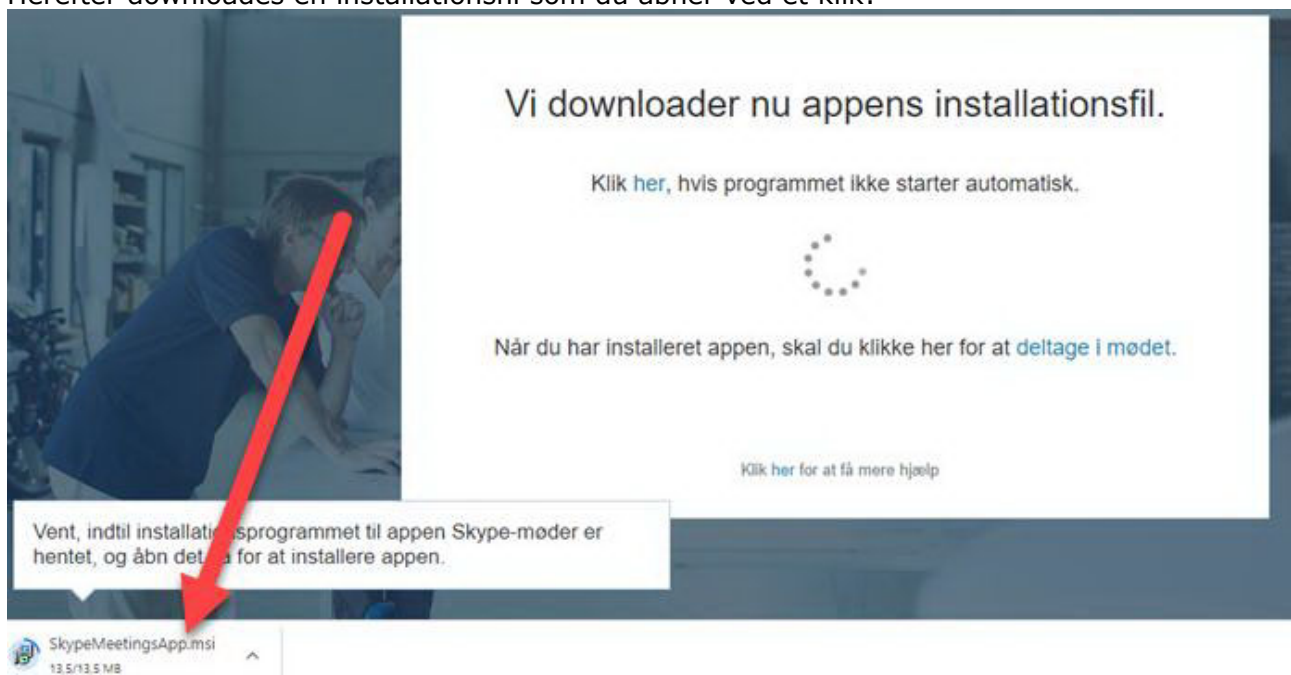 Vi downloader nu appens installationsfil.
Klik her, hvis programmet ikke starter automatisk.
Når du har installeret appen, skal du klikke her for at deltage i mødet.
Klik her for at få mere hjælp
Vent, indtil installationsprogrammet til appen Skype-møder er
hentet, og åbn det for at installere appen.
SkypeMeetingsApp.msi
13,5/13,5 MB